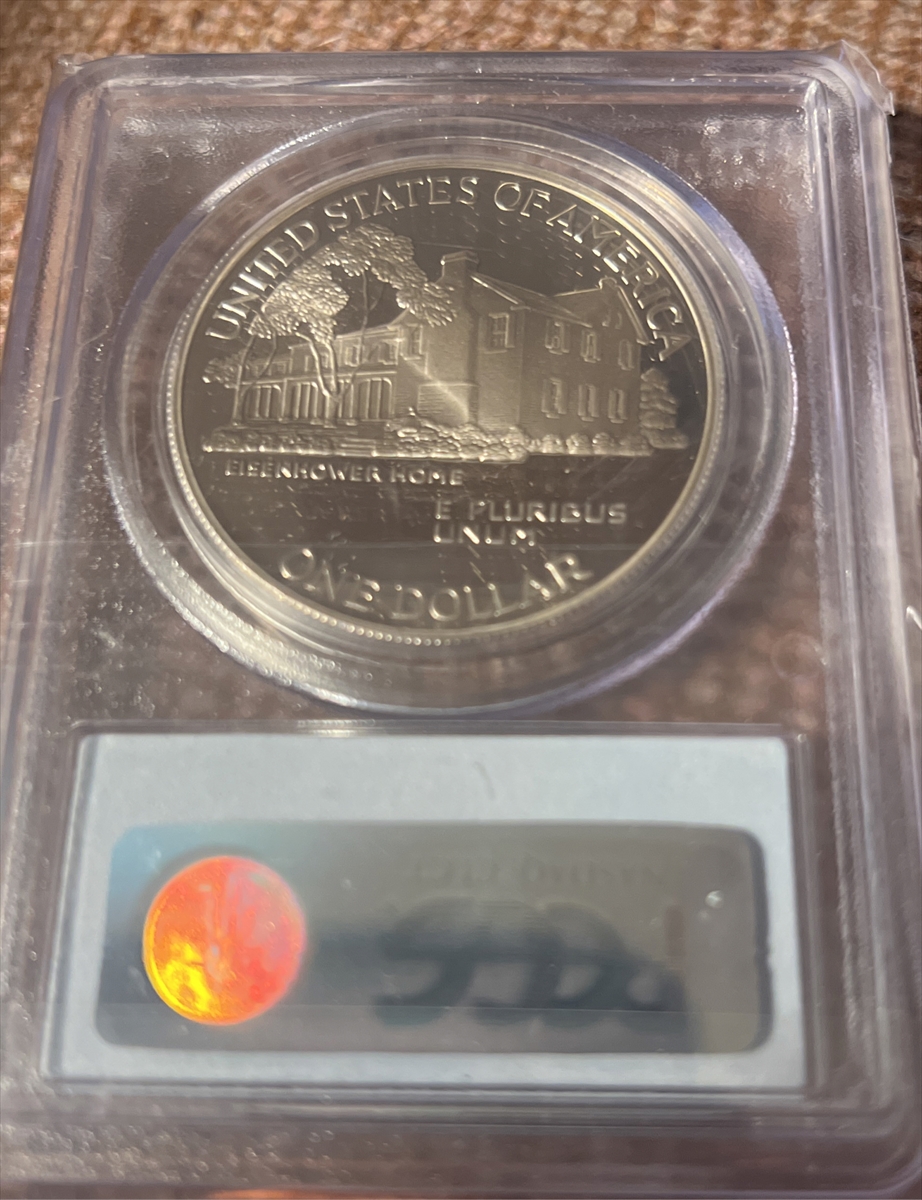 UNITED STATES OF AMERICA
EISENHOWER HOME
E PLURIBUS
UNUM
ONE DOLLAR